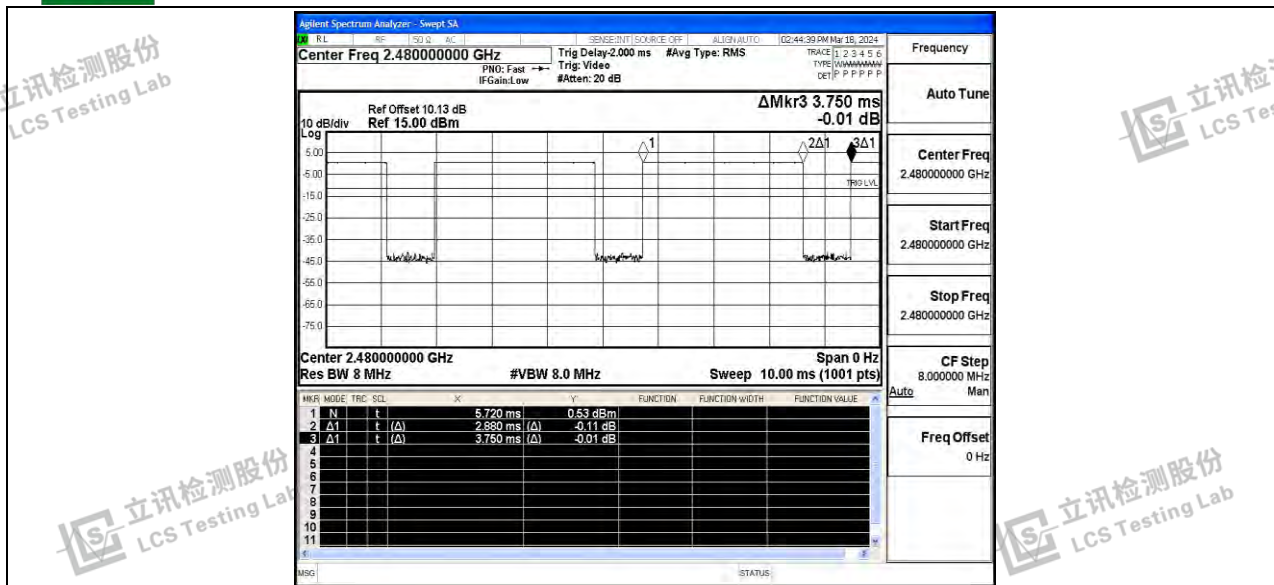 立讯检测股份
LCS Testing Lab
Agilent Spectrum Analyzer - Swept SA
RL RF 50 Ω AC SENSE:INT SOURCE OFF ALIGN AUTO 02:44:39 PM Mar 18, 2024
Center Freq 2.480000000 GHz
PNO: Fast
IFGain:Low
Trig Delay-2.000 ms
Trig: Video
#Atten: 20 dB
#Avg Type: RMS
TRACE 1 2 3 4 5 6
TYPE
DET P P P P P P
Ref Offset 10.13 dB
Ref 15.00 dBm
10 dB/div
Log
ΔMkr3 3.750 ms
-0.01 dB
5.00
-5.00
-15.0
-25.0
-35.0
-45.0
-55.0
-65.0
-75.0
1
2Δ1
3Δ1
TRIG LVL
Center 2.480000000 GHz
Span 0 Hz
Res BW 8 MHz
#VBW 8.0 MHz
Sweep 10.00 ms (1001 pts)
MKR MODE TRC SCL X Y FUNCTION FUNCTION WIDTH FUNCTION VALUE
1 N t 5.720 ms 0.53 dBm
2 Δ1 t (Δ) 2.880 ms (Δ) -0.11 dB
3 Δ1 t (Δ) 3.750 ms (Δ) -0.01 dB
4
5
6
7
8
9
10
11
MSG
STATUS
Frequency
Auto Tune
Center Freq
2.480000000 GHz
Start Freq
2.480000000 GHz
Stop Freq
2.480000000 GHz
CF Step
8.000000 MHz
Auto Man
Freq Offset
0 Hz
立讯检
LCS Tes
立讯检测股份
LCS Testing Lab
立讯检测股份
LCS Testing Lab